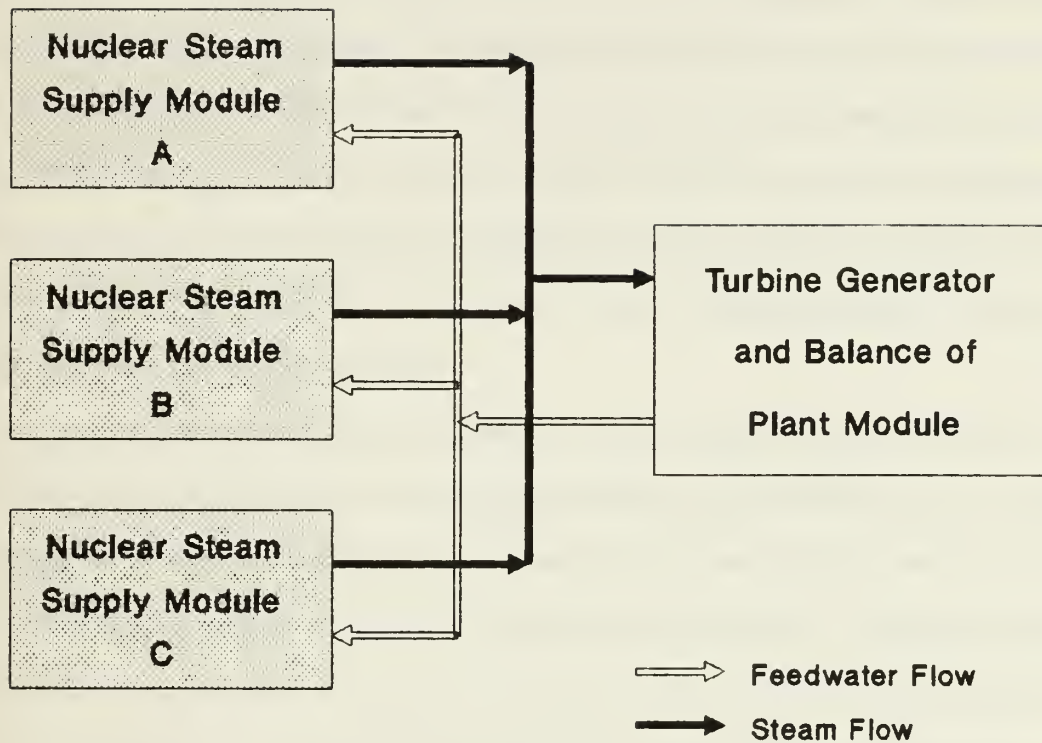 Nuclear Steam
Supply Module
A
Nuclear Steam
Supply Module
B
Nuclear Steam
Supply Module
C
Turbine Generator
and Balance of
Plant Module
Feedwater Flow
Steam Flow